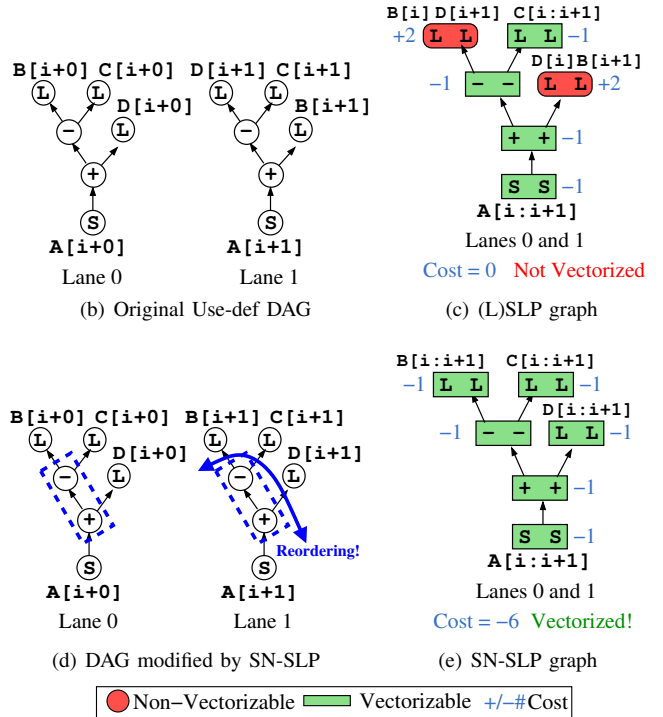 B[i+0] C[i+0]
L L
D[i+0]
− L
+
S
A[i+0]
Lane 0
D[i+1] C[i+1]
L L
B[i+1]
− L
+
S
A[i+1]
Lane 1
(b) Original Use-def DAG
B[i] D[i+1] C[i:i+1]
+2 L L L L −1
D[i]B[i+1]
−1 − − L L +2
+ + −1
S S −1
A[i:i+1]
Lanes 0 and 1
Cost = 0 Not Vectorized
(c) (L)SLP graph
B[i+0] C[i+0]
L L
D[i+0]
− L
+
S
A[i+0]
Lane 0
B[i+1] C[i+1]
L L
D[i+1]
− L
+
Reordering!
S
A[i+1]
Lane 1
(d) DAG modified by SN-SLP
B[i:i+1] C[i:i+1]
−1 L L L L −1
D[i:i+1]
−1 − − L L −1
+ + −1
S S −1
A[i:i+1]
Lanes 0 and 1
Cost = −6 Vectorized!
(e) SN-SLP graph
Non−Vectorizable Vectorizable +/−#Cost